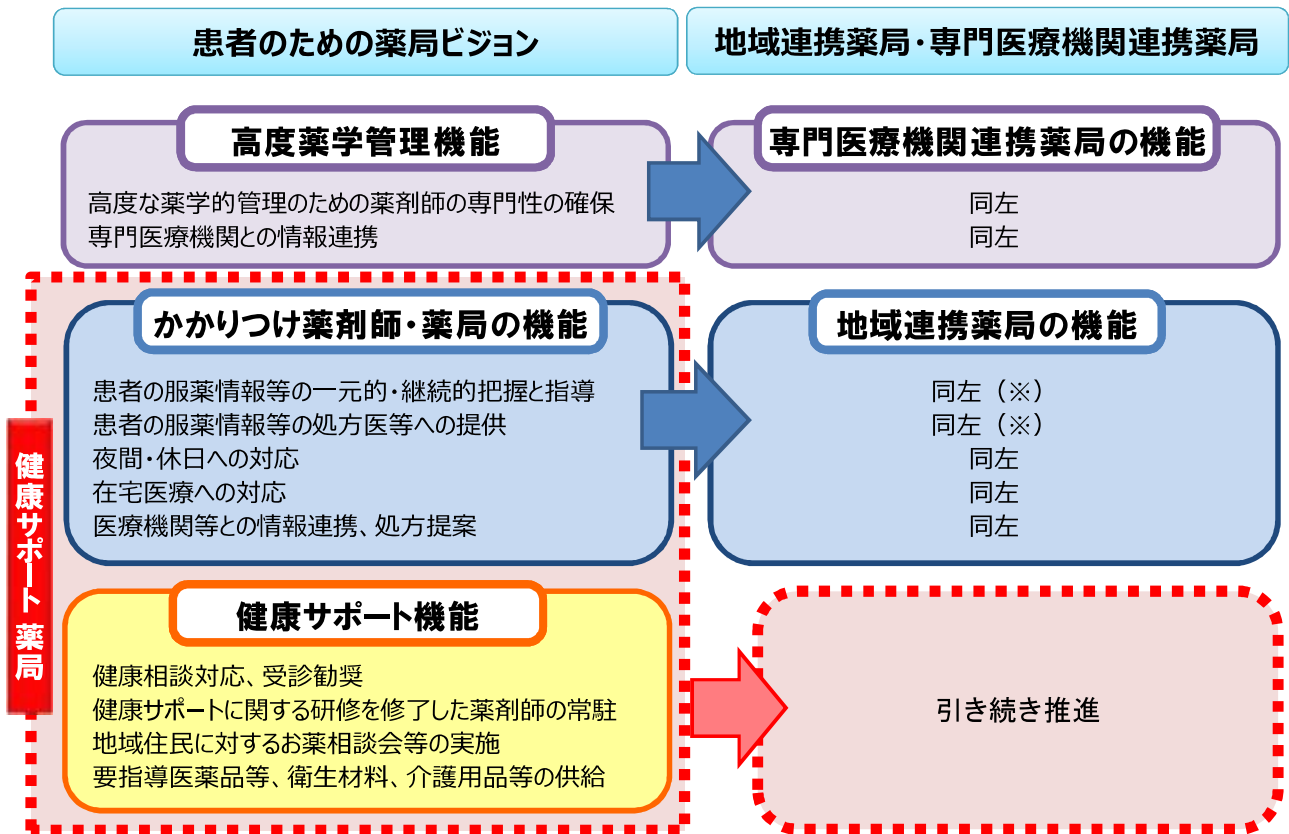 患者のための薬局ビジョン
地域連携薬局・専門医療機関連携薬局
高度薬学管理機能
高度な薬学的管理のための薬剤師の専門性の確保
専門医療機関との情報連携
専門医療機関連携薬局の機能
同左
同左
健康サポート薬局
かかりつけ薬剤師・薬局の機能
患者の服薬情報等の一元的・継続的把握と指導
患者の服薬情報等の処方医等への提供
夜間・休日への対応
在宅医療への対応
医療機関等との情報連携、処方提案
地域連携薬局の機能
同左（※）
同左（※）
同左
同左
同左
健康サポート機能
健康相談対応、受診勧奨
健康サポートに関する研修を修了した薬剤師の常駐
地域住民に対するお薬相談会等の実施
要指導医薬品等、衛生材料、介護用品等の供給
引き続き推進